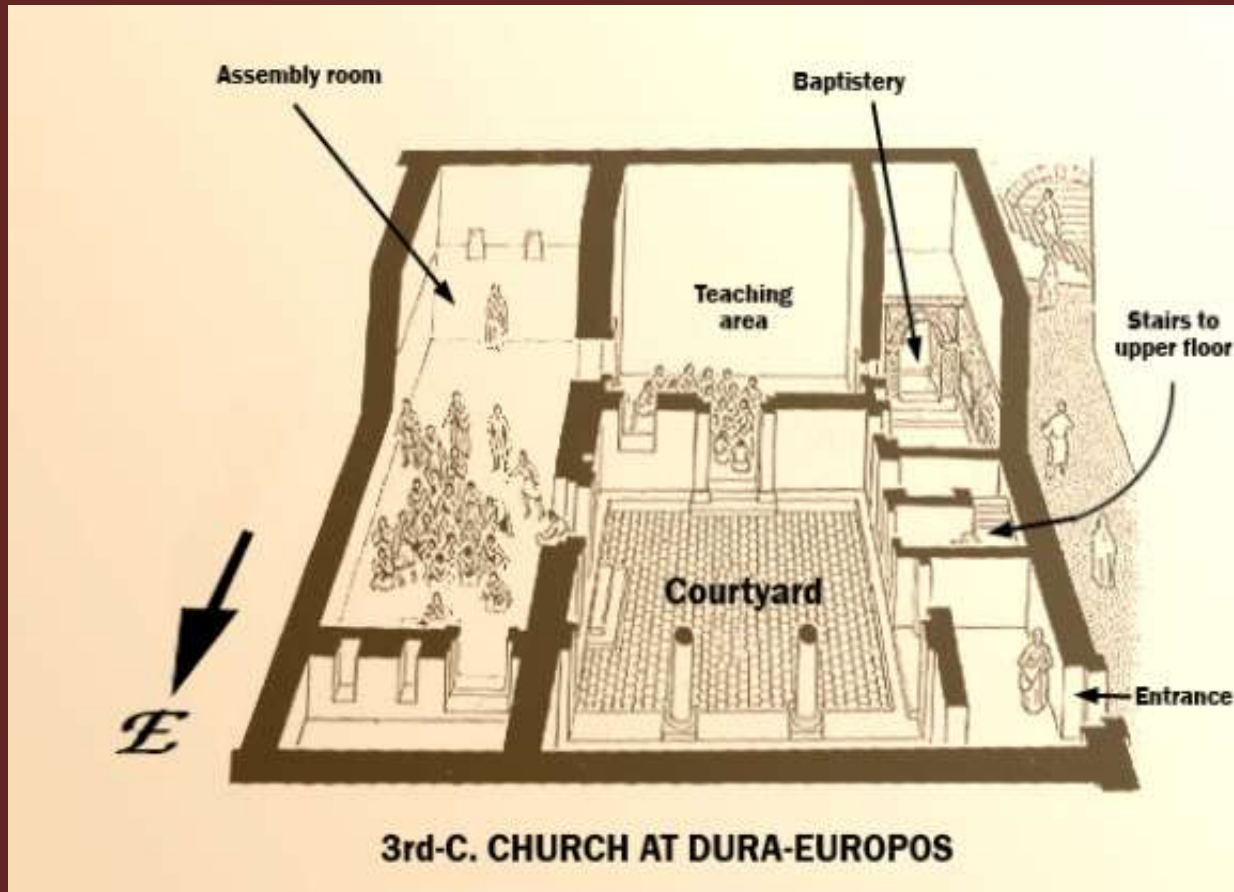 Assembly room
Baptistery
Teaching
area
Stairs to
upper floor
Courtyard
Entrance
E
3rd-C. CHURCH AT DURA-EUROPOS